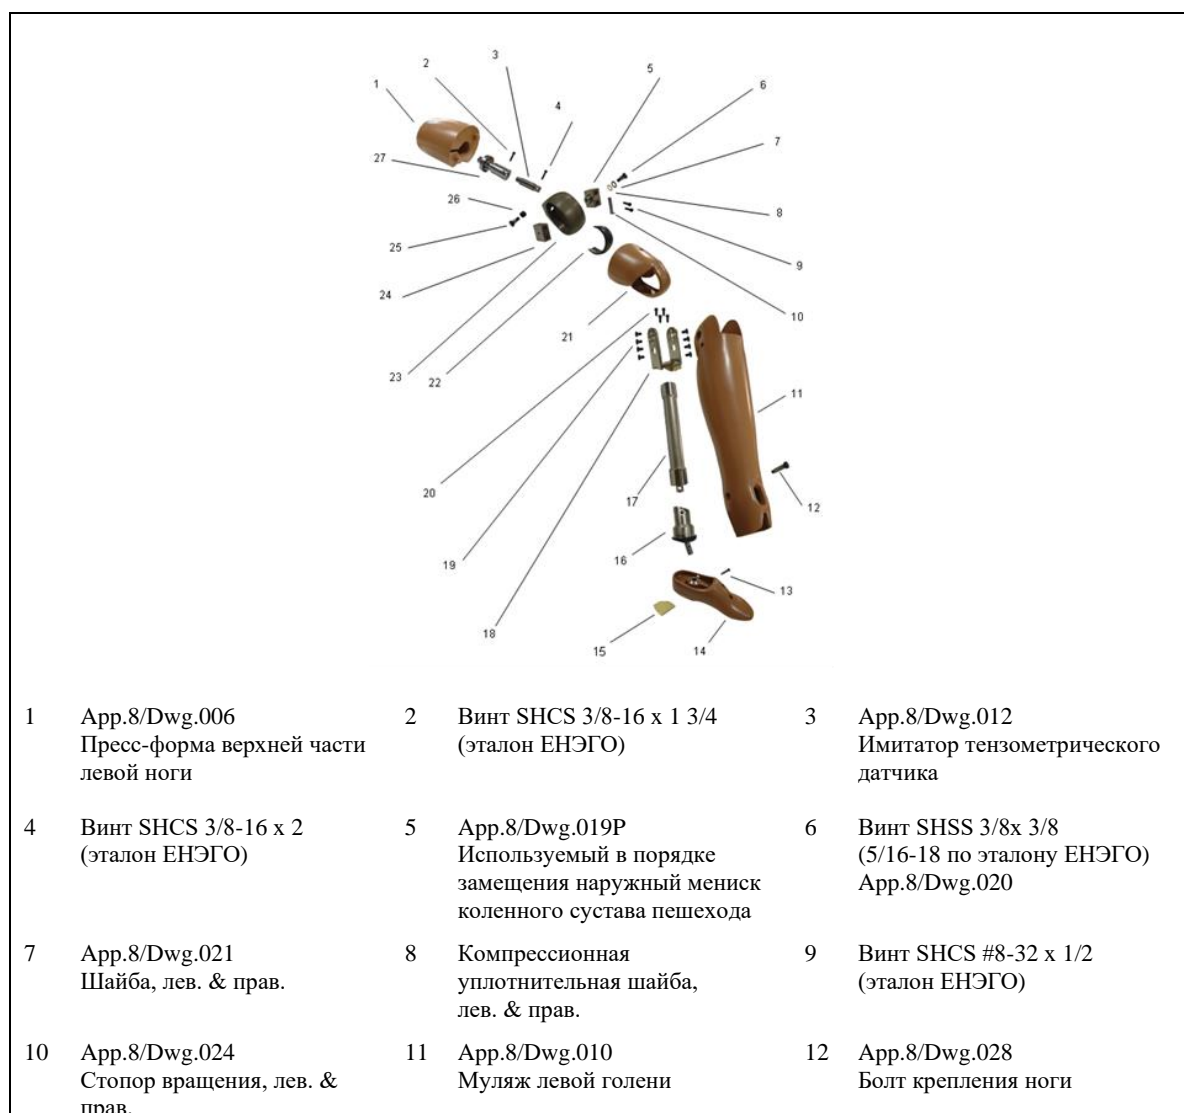 3
2
5
4
6
1
7
27
26
8
25
9
24
10
21
23
22
11
20
17
12
19
16
13
18
15
14
1 App.8/Dwg.006
Пресс-форма верхней части
левой ноги
2 Винт SHCS 3/8-16 x 1 3/4
(эталон ЕНЭГО)
3 App.8/Dwg.012
Имитатор тензометрического
датчика
4 Винт SHCS 3/8-16 x 2
(эталон ЕНЭГО)
5 App.8/Dwg.019P
Используемый в порядке
замещения наружный мениск
коленного сустава пешехода
6 Винт SHSS 3/8x 3/8
(5/16-18 по эталону ЕНЭГО)
App.8/Dwg.020
7 App.8/Dwg.021
Шайба, лев. & прав.
8 Компрессионная
уплотнительная шайба,
лев. & прав.
9 Винт SHCS #8-32 x 1/2
(эталон ЕНЭГО)
10 App.8/Dwg.024
Стопор вращения, лев. &
прав.
11 App.8/Dwg.010
Муляж левой голени
12 App.8/Dwg.028
Болт крепления ноги